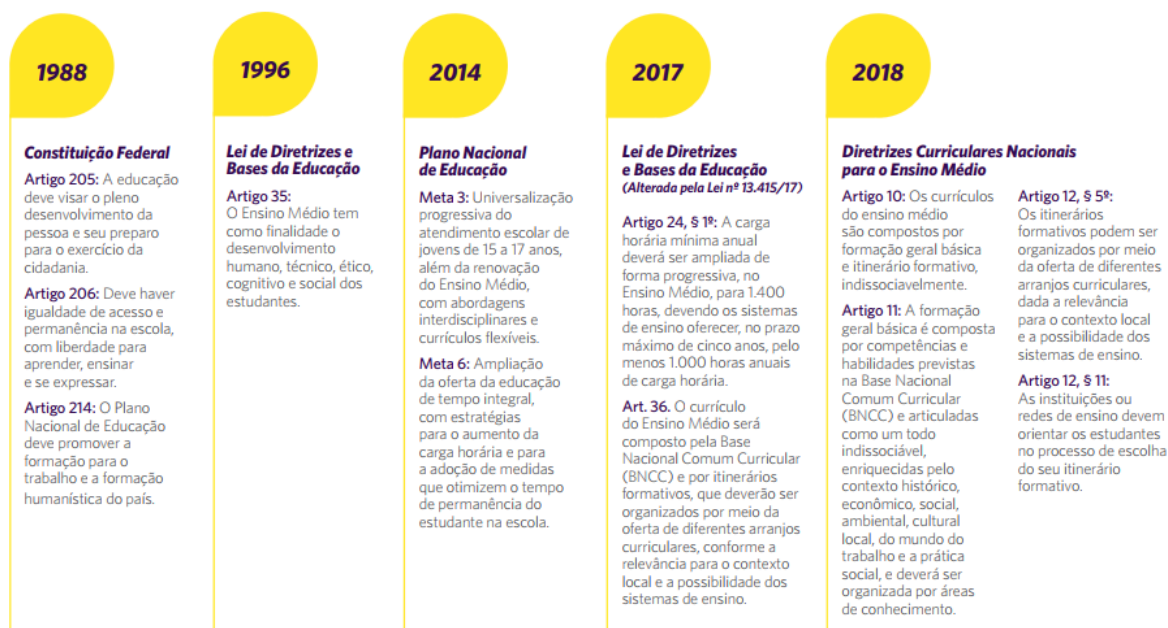 1988
Constituição Federal
Artigo 205: A educação
deve visar o pleno
desenvolvimento da
pessoa e seu preparo
para o exercício da
cidadania.
Artigo 206: Deve haver
igualdade de acesso e
permanência na escola,
com liberdade para
aprender, ensinar
e se expressar.
Artigo 214: O Plano
Nacional de Educação
deve promover a
formação para o
trabalho e a formação
humanística do país.
1996
Lei de Diretrizes e
Bases da Educação
Artigo 35:
O Ensino Médio tem
como finalidade o
desenvolvimento
humano, técnico, ético,
cognitivo e social dos
estudantes.
2014
Plano Nacional
de Educação
Meta 3: Universalização
progressiva do
atendimento escolar de
jovens de 15 a 17 anos,
além da renovação
do Ensino Médio,
com abordagens
interdisciplinares e
currículos flexíveis.
Meta 6: Ampliação
da oferta da educação
de tempo integral,
com estratégias
para o aumento da
carga horária e para
a adoção de medidas
que otimizem o tempo
de permanência do
estudante na escola.
2017
Lei de Diretrizes
e Bases da Educação
(Alterada pela Lei nº 13.415/17)
Artigo 24, § 1º: A carga
horária mínima anual
deverá ser ampliada de
forma progressiva, no
Ensino Médio, para 1.400
horas, devendo os sistemas
de ensino oferecer, no prazo
máximo de cinco anos, pelo
menos 1.000 horas anuais
de carga horária.
Art. 36. O currículo
do Ensino Médio será
composto pela Base
Nacional Comum Curricular
(BNCC) e por itinerários
formativos, que deverão ser
organizados por meio da
oferta de diferentes arranjos
curriculares, conforme a
relevância para o contexto
local e a possibilidade dos
sistemas de ensino.
2018
Diretrizes Curriculares Nacionais
para o Ensino Médio
Artigo 10: Os currículos
do ensino médio
são compostos por
formação geral básica
e itinerário formativo,
indissociavelmente.
Artigo 11: A formação
geral básica é composta
por competências e
habilidades previstas
na Base Nacional
Comum Curricular
(BNCC) e articuladas
como um todo
indissociável,
enriquecidas pelo
contexto histórico,
econômico, social,
ambiental, cultural
local, do mundo do
trabalho e a prática
social, e deverá ser
organizada por áreas
de conhecimento.
Artigo 12, § 5º:
Os itinerários
formativos podem ser
organizados por meio
da oferta de diferentes
arranjos curriculares,
dada a relevância
para o contexto local
e a possibilidade dos
sistemas de ensino.
Artigo 12, § 11:
As instituições ou
redes de ensino devem
orientar os estudantes
no processo de escolha
do seu itinerário
formativo.